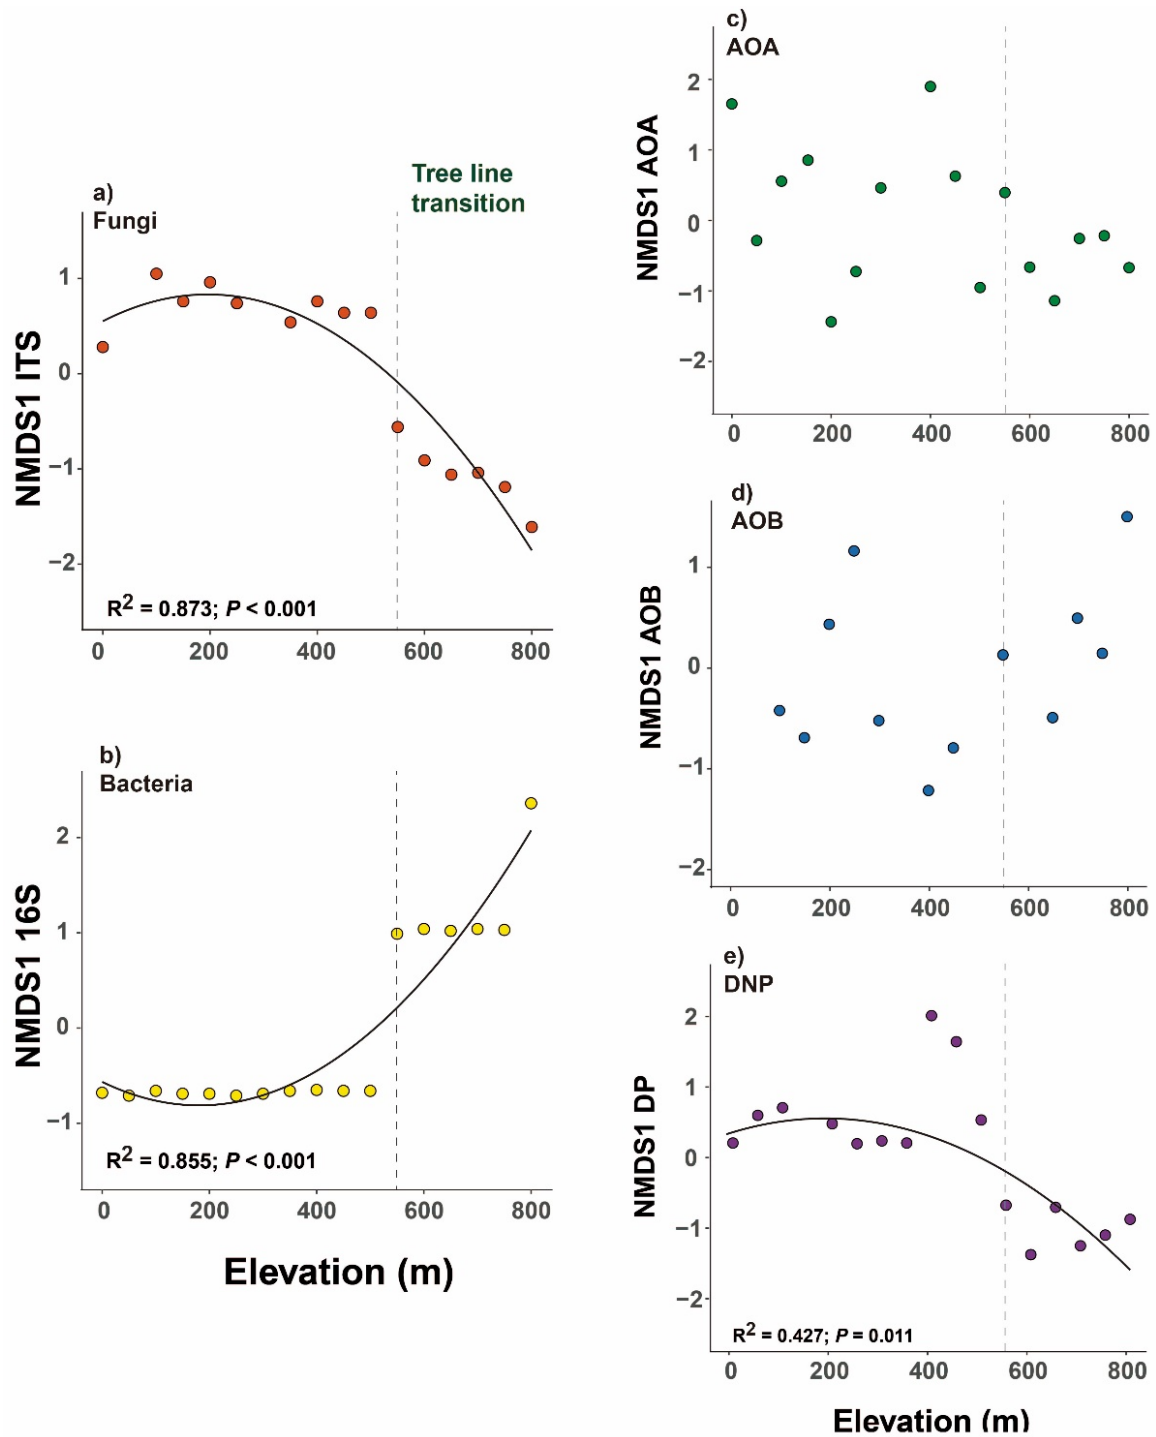 a)
Fungi
Tree line
transition
NMDS1 ITS
1
0
−1
−2
R2 = 0.873; P < 0.001
0 200 400 600 800
b)
Bacteria
NMDS1 16S
2
1
0
−1
R2 = 0.855; P < 0.001
0 200 400 600 800
Elevation (m)
c)
AOA
NMDS1 AOA
2
1
0
−1
−2
0 200 400 600 800
d)
AOB
NMDS1 AOB
1
0
−1
−2
0 200 400 600 800
e)
DNP
NMDS1 DP
2
1
0
−1
−2
R2 = 0.427; P = 0.011
0 200 400 600 800
Elevation (m)